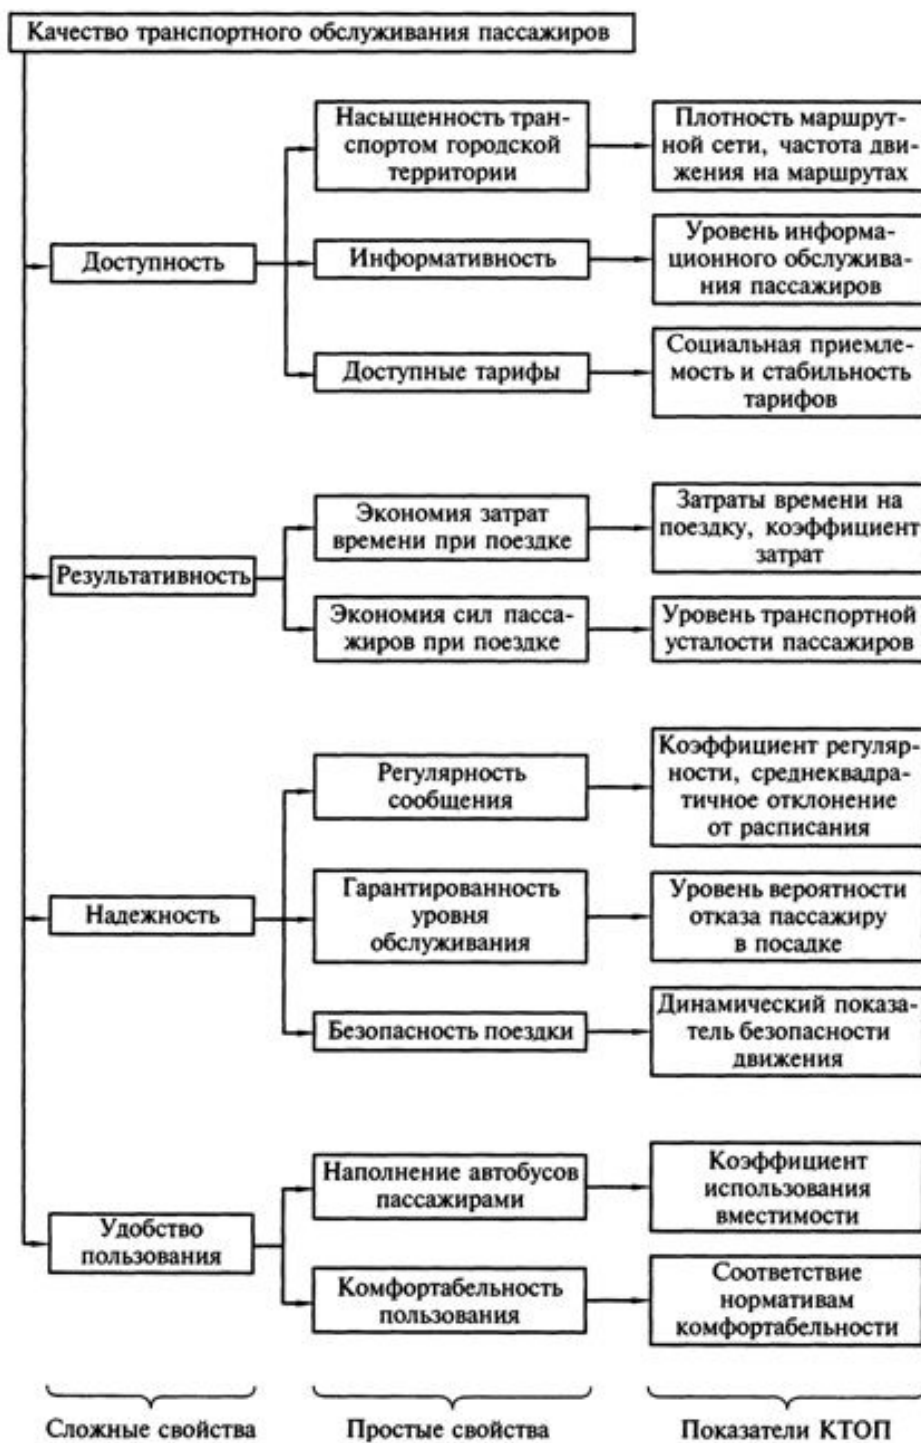 Качество транспортного обслуживания пассажиров
Насыщенность тран-
спортом городской
территории
Плотность маршрут-
ной сети, частота дви-
жения на маршрутах
Доступность
Информативность
Уровень информа-
ционного обслужива-
ния пассажиров
Доступные тарифы
Социальная приемле-
мость и стабильность
тарифов
Экономия затрат
времени при поездке
Затраты времени на
поездку, коэффициент
затрат
Результативность
Экономия сил пасса-
жиров при поездке
Уровень транспортной
усталости пассажиров
Регулярность
сообщения
Коэффициент регуляр-
ности, среднеквадра-
тичное отклонение
от расписания
Надежность
Гарантированность
уровня
обслуживания
Уровень вероятности
отказа пассажиру
в посадке
Безопасность поездки
Динамический показа-
тель безопасности
движения
Наполнение автобусов
пассажирами
Коэффициент
использования
вместимости
Удобство
пользования
Комфортабельность
пользования
Соответствие
нормативам
комфортабельности
Сложные свойства
Простые свойства
Показатели КТОП